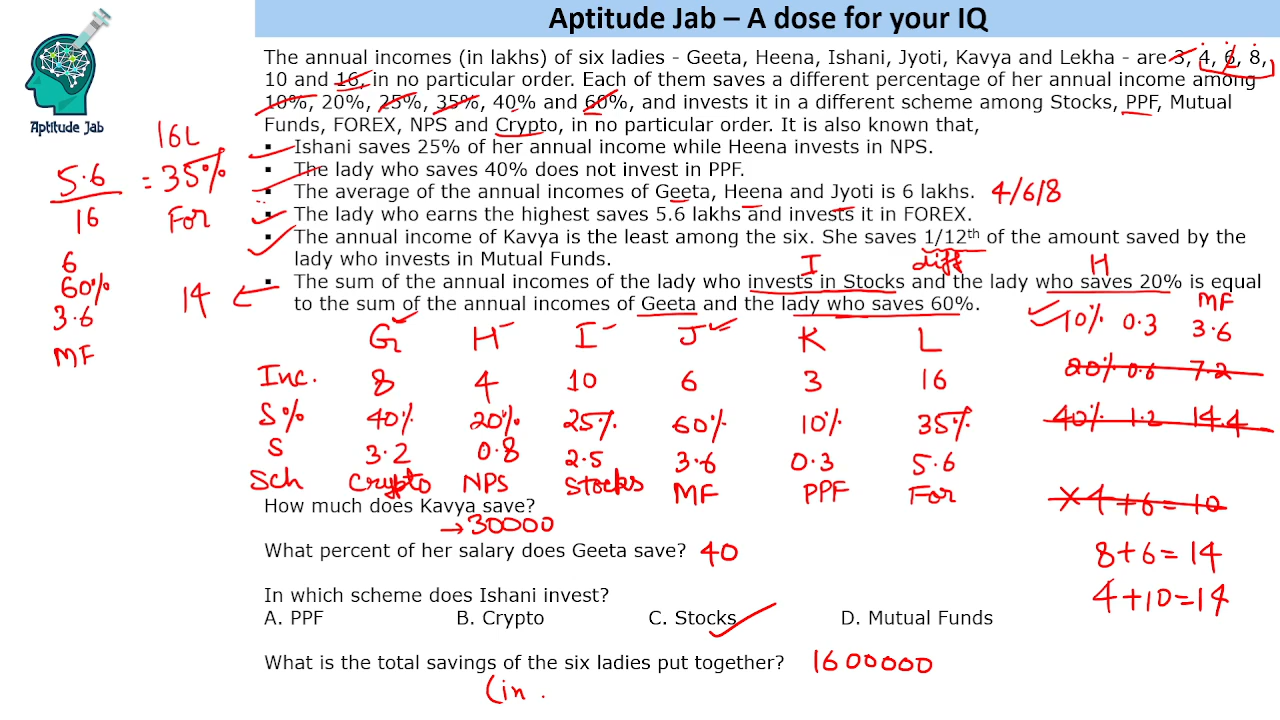 Aptitude Jab – A dose for your IQ
Aptitude Jab
The annual incomes (in lakhs) of six ladies - Geeta, Heena, Ishani, Jyoti, Kavya and Lekha - are 3, 4, 6, 8,
10 and 16, in no particular order. Each of them saves a different percentage of her annual income among
10%, 20%, 25%, 35%, 40% and 60%, and invests it in a different scheme among Stocks, PPF, Mutual
Funds, FOREX, NPS and Crypto, in no particular order. It is also known that,
▪ Ishani saves 25% of her annual income while Heena invests in NPS.
▪ The lady who saves 40% does not invest in PPF.
▪ The average of the annual incomes of Geeta, Heena and Jyoti is 6 lakhs. 4/6/8
▪ The lady who earns the highest saves 5.6 lakhs and invests it in FOREX.
▪ The annual income of Kavya is the least among the six. She saves 1/12th of the amount saved by the
lady who invests in Mutual Funds.
I diff H
▪ The sum of the annual incomes of the lady who invests in Stocks and the lady who saves 20% is equal
to the sum of the annual incomes of Geeta and the lady who saves 60%.
16L
5.6 = 35%
16 For
6
60%
3.6
MF
14
G H I J K L
Inc. 8 4 10 6 3 16
S% 40% 20% 25% 60% 10% 35%
S 3.2 0.8 2.5 3.6 0.3 5.6
Sch Crypto NPS Stocks MF PPF For
MF
10% 0.3 3.6
20% 0.6 7.2
40% 1.2 14.4
X 4+6=10
8+6=14
4+10=14
How much does Kavya save?
→30000
What percent of her salary does Geeta save? 40
In which scheme does Ishani invest?
A. PPF B. Crypto C. Stocks D. Mutual Funds
What is the total savings of the six ladies put together? 1600000
(in .